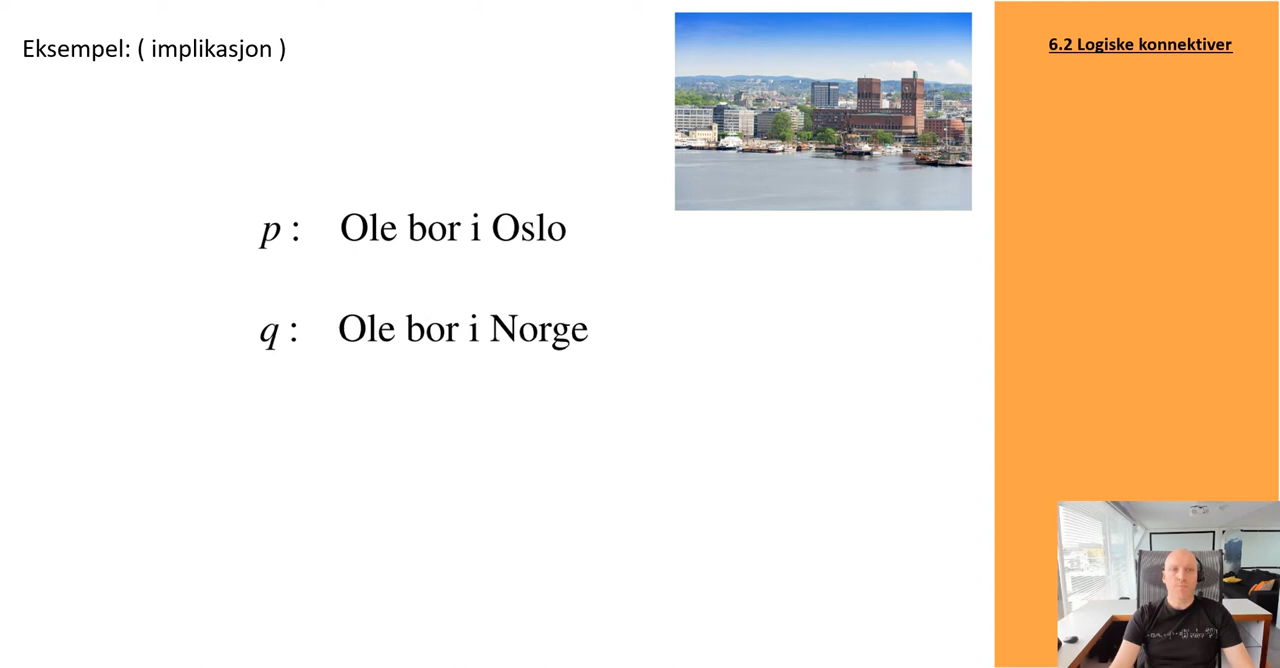 Eksempel: ( implikasjon )
6.2 Logiske konnektiver
p : Ole bor i Oslo
q : Ole bor i Norge